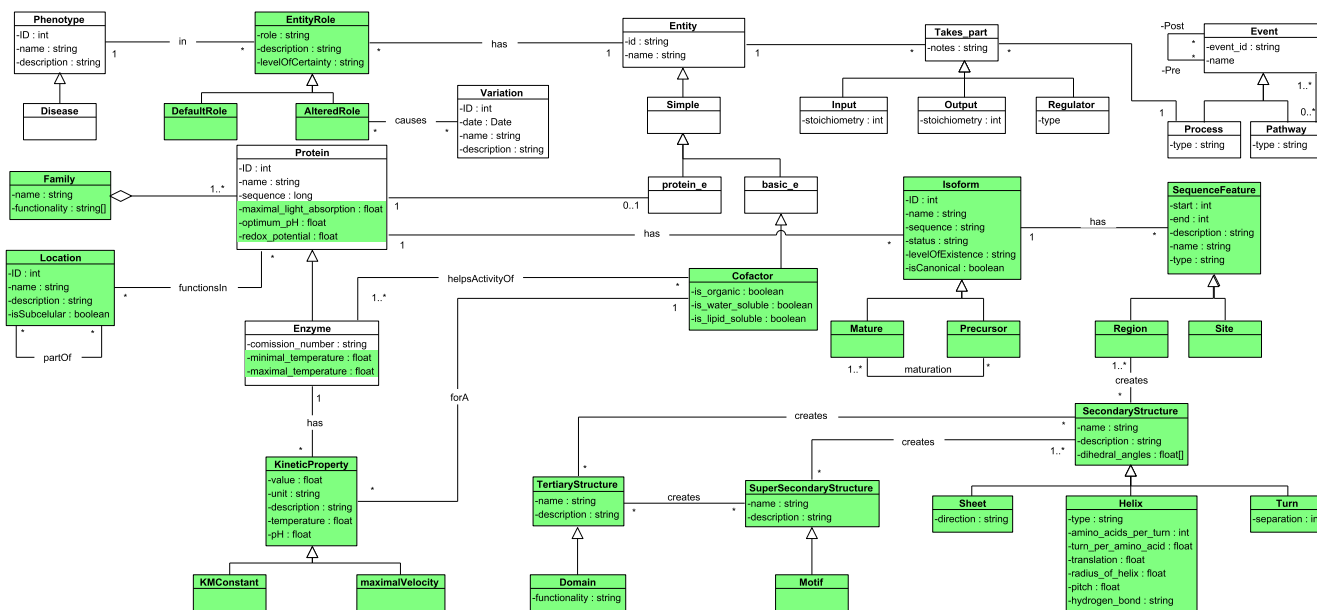 Phenotype
-ID : int
-name : string
-description : string
1
in
*
EntityRole
-role : string
-description : string
-levelOfCertainty : string
*
has
1
Entity
-id : string
-name : string
1
*
Takes_part
-notes : string
*
-Post
*
*
-Pre
Event
-event_id : string
-name
1..*
0..*
1
Disease
DefaultRole
AlteredRole
*
causes
*
Variation
-ID : int
-date : Date
-name : string
-description : string
Simple
Input
-stoichiometry : int
Output
-stoichiometry : int
Regulator
-type
Process
-type : string
Pathway
-type : string
Family
-name : string
-functionality : string[]
1..*
Protein
-ID : int
-name : string
-sequence : long
-maximal_light_absorption : float
-optimum_pH : float
-redox_potential : float
1
0..1
protein_e
basic_e
1
has
*
Isoform
-ID : int
-name : string
-sequence : string
-status : string
-levelOfExistence : string
-isCanonical : boolean
1
has
*
SequenceFeature
-start : int
-end : int
-description : string
-name : string
-type : string
Location
-ID : int
-name : string
-description : string
-isSubcelular : boolean
*
functionsIn
*
*
*
partOf
helpsActivityOf
1..*
*
1
Cofactor
-is_organic : boolean
-is_water_soluble : boolean
-is_lipid_soluble : boolean
Enzyme
-comission_number : string
-minimal_temperature : float
-maximal_temperature : float
Mature
Precursor
1..*
maturation
*
Region
Site
1..*
creates
*
1
has
*
forA
*
KineticProperty
-value : float
-unit : string
-description : string
-temperature : float
-pH : float
creates
*
*
creates
1..*
*
SecondaryStructure
-name : string
-description : string
-dihedral_angles : float[]
TertiaryStructure
-name : string
-description : string
*
creates
*
SuperSecondaryStructure
-name : string
-description : string
Sheet
-direction : string
Helix
-type : string
-amino_acids_per_turn : int
-turn_per_amino_acid : float
-translation : float
-radius_of_helix : float
-pitch : float
-hydrogen_bond : string
Turn
-separation : in
KMConstant
maximalVelocity
Domain
-functionality : string
Motif